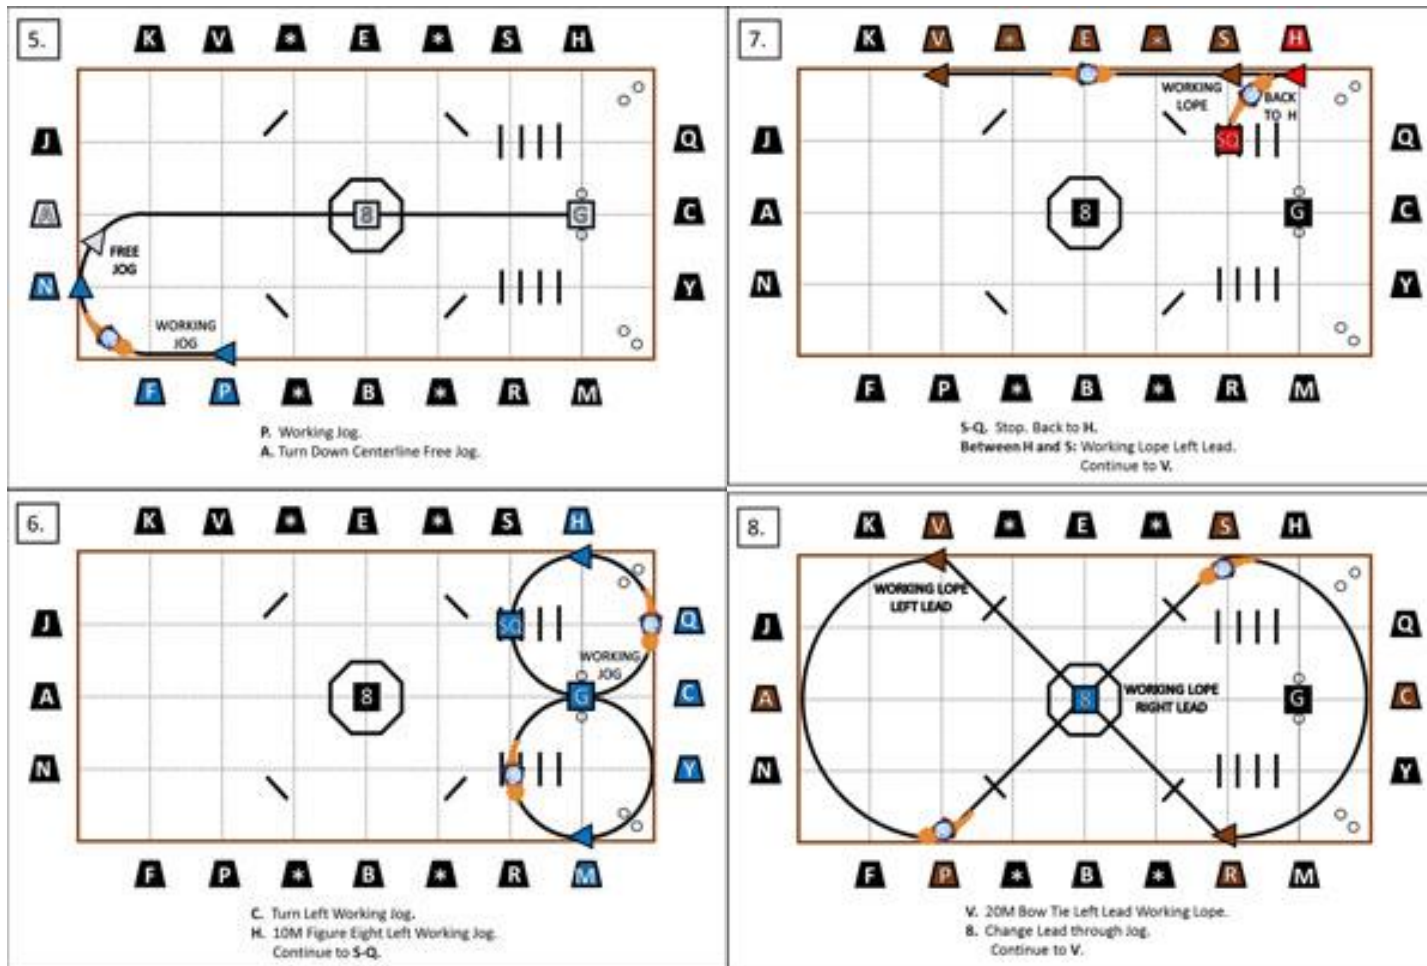 5.
K V * E * S H
J Q
A 8 G C
FREE
JOG
N Y
WORKING
JOG
F P * B * R M
P. Working Jog.
A. Turn Down Centerline Free Jog.
7.
K V * E * S H
WORKING
LOPE
BACK
TO H
J SQ Q
A 8 G C
N Y
F P * B * R M
S-Q. Stop. Back to H.
Between H and S: Working Lope Left Lead.
Continue to V.
6.
K V * E * S H
J SQ Q
WORKING
JOG
A 8 G C
N Y
F P * B * R M
C. Turn Left Working Jog.
H. 10M Figure Eight Left Working Jog.
Continue to S-Q.
8.
K V * E * S H
WORKING LOPE
LEFT LEAD
J Q
A 8 G C
WORKING LOPE
RIGHT LEAD
N Y
F P * B * R M
V. 20M Bow Tie Left Lead Working Lope.
8. Change Lead through Jog.
Continue to V.